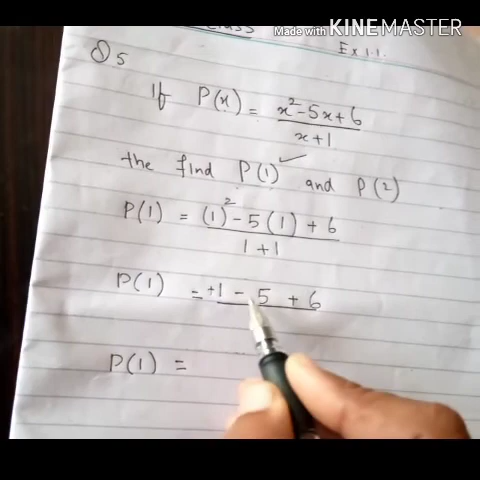 Class
Made with KINEMASTER
Ex 1.1.
Q5
If P(x) = x² - 5x + 6
x + 1
the find P(1) ✓ and P(2)
P(1) = (1)² - 5(1) + 6
1 + 1
P(1) = +1 - 5 + 6
P(1) =